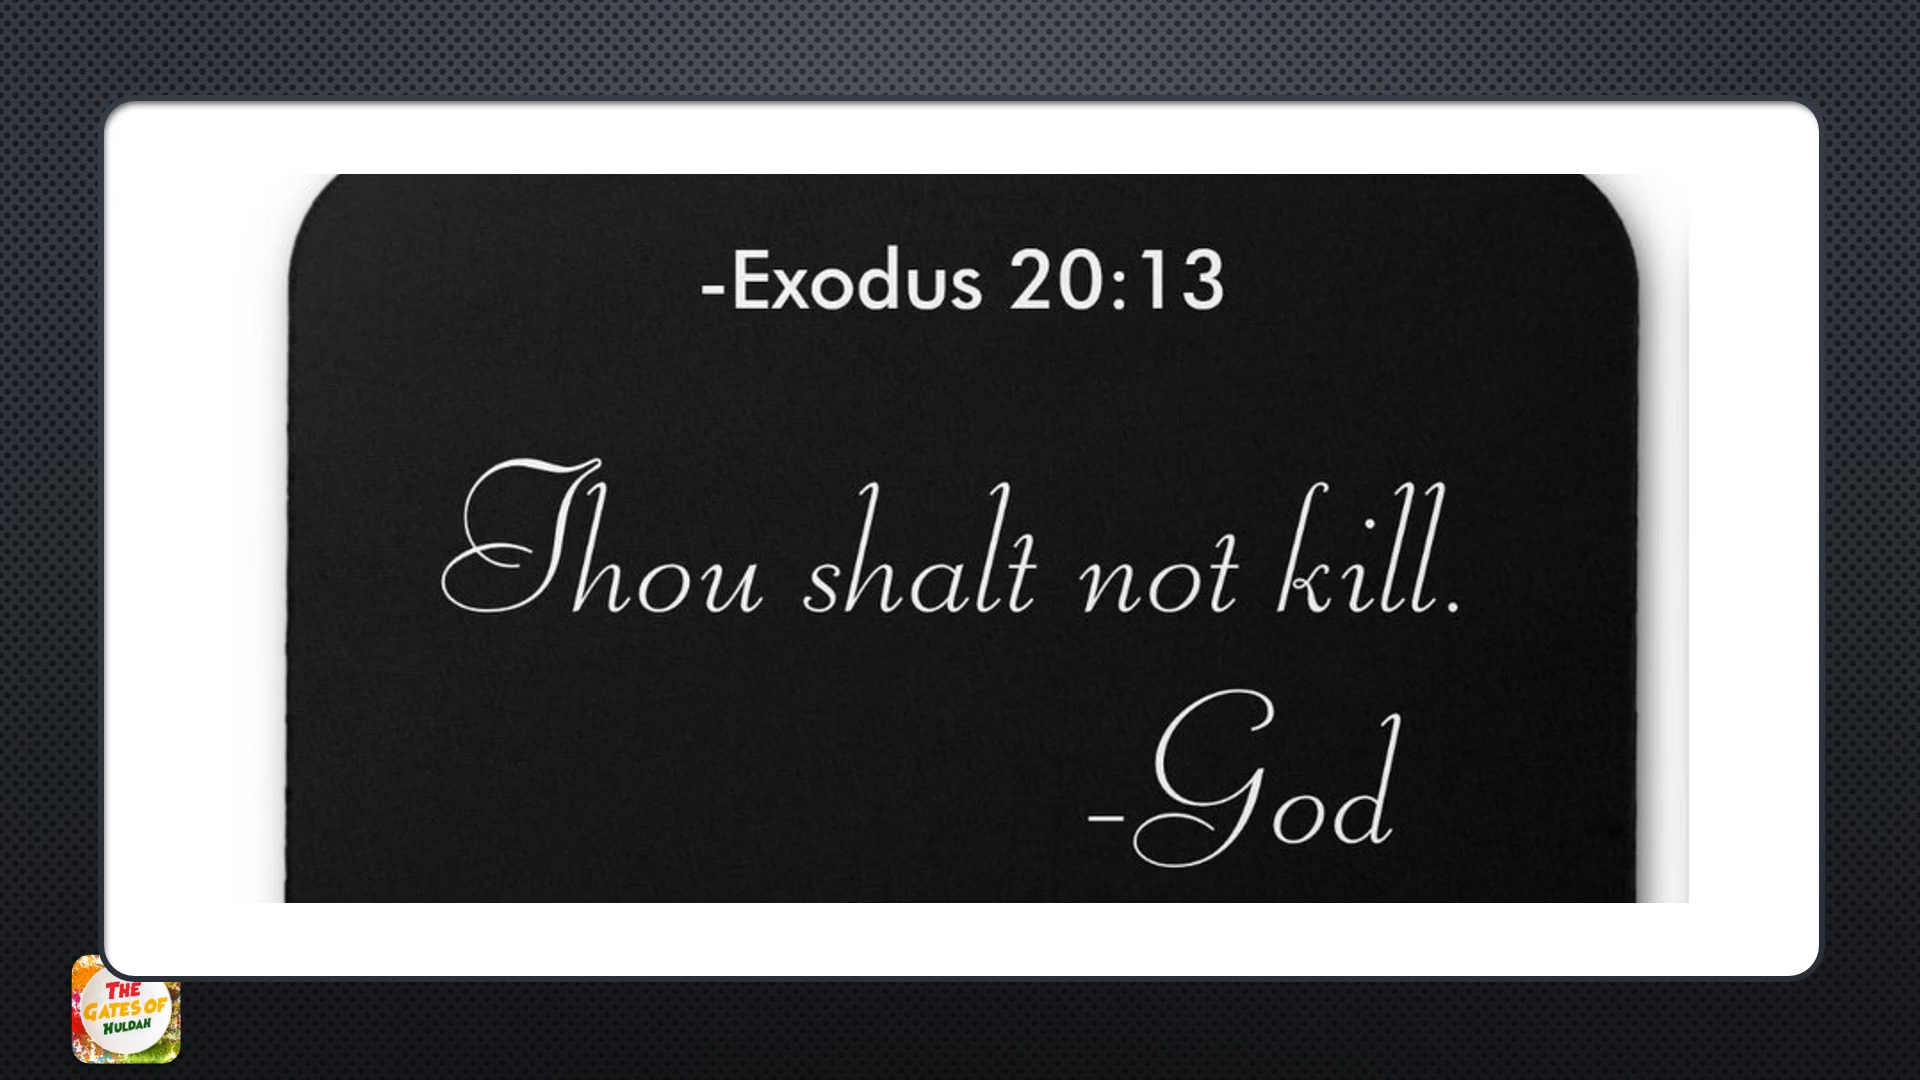 -Exodus 20:13
Thou shalt not kill.
-God
THE
GATES OF
HULDAH